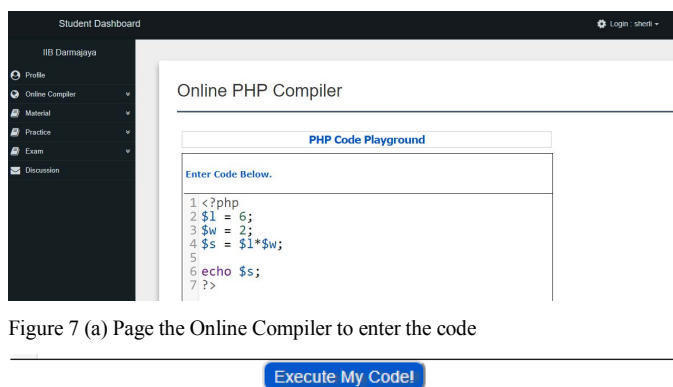 Student Dashboard
Login : sherli
IIB Darmajaya
Profile
Online Compiler
Material
Practice
Exam
Discussion
Online PHP Compiler
PHP Code Playground
Enter Code Below.
1 <?php
2 $l = 6;
3 $w = 2;
4 $s = $l*$w;
5
6 echo $s;
7 ?>
Figure 7 (a) Page the Online Compiler to enter the code
Execute My Code!